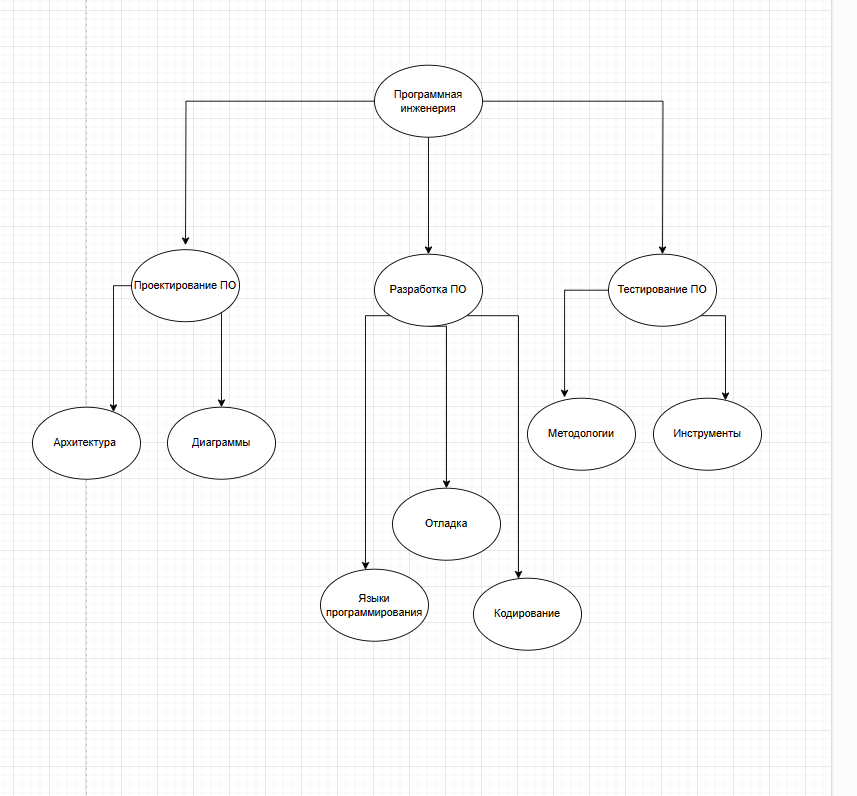 Программная
инженерия
Проектирование ПО
Разработка ПО
Тестирование ПО
Архитектура
Диаграммы
Методологии
Инструменты
Отладка
Языки
программирования
Кодирование